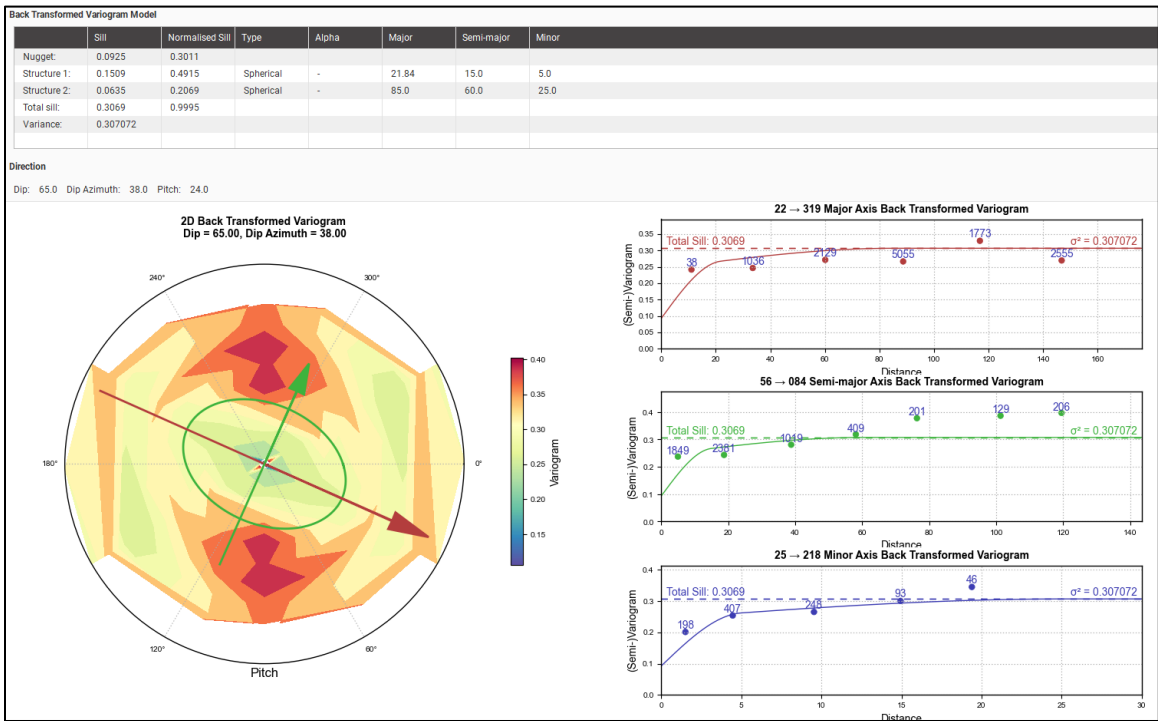 Back Transformed Variogram Model
Sill Normalised Sill Type Alpha Major Semi-major Minor
Nugget: 0.0925 0.3011
Structure 1: 0.1509 0.4915 Spherical - 21.84 15.0 5.0
Structure 2: 0.0635 0.2069 Spherical - 85.0 60.0 25.0
Total sill: 0.3069 0.9995
Variance: 0.307072
Direction
Dip: 65.0 Dip Azimuth: 38.0 Pitch: 24.0
2D Back Transformed Variogram
Dip = 65.00, Dip Azimuth = 38.00
240° 300°
180° 0°
120° 60°
Pitch
0.40
0.35
0.30
0.25
0.20
0.15
Variogram
22 → 319 Major Axis Back Transformed Variogram
(Semi-)Variogram
0.35
0.30
0.25
0.20
0.15
0.10
0.05
0.00
Total Sill: 0.3069 σ² = 0.307072
38 1036 2129 5055 1773 2555
0 20 40 60 80 100 120 140 160
Distance
56 → 084 Semi-major Axis Back Transformed Variogram
(Semi-)Variogram
0.4
0.3
0.2
0.1
0.0
Total Sill: 0.3069 σ² = 0.307072
1849 2381 1019 409 201 129 206
0 20 40 60 80 100 120 140
Distance
25 → 218 Minor Axis Back Transformed Variogram
(Semi-)Variogram
0.4
0.3
0.2
0.1
0.0
Total Sill: 0.3069 σ² = 0.307072
198 407 248 93 46
0 5 10 15 20 25 30
Distance